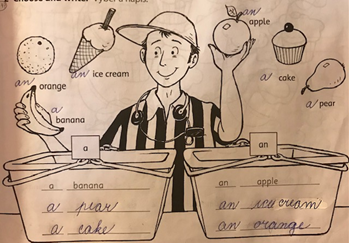 Choose and write.
an apple
an orange
an ice cream
a cake
a pear
a banana
a
an
a banana
a pear
a cake
an apple
an ice cream
an orange